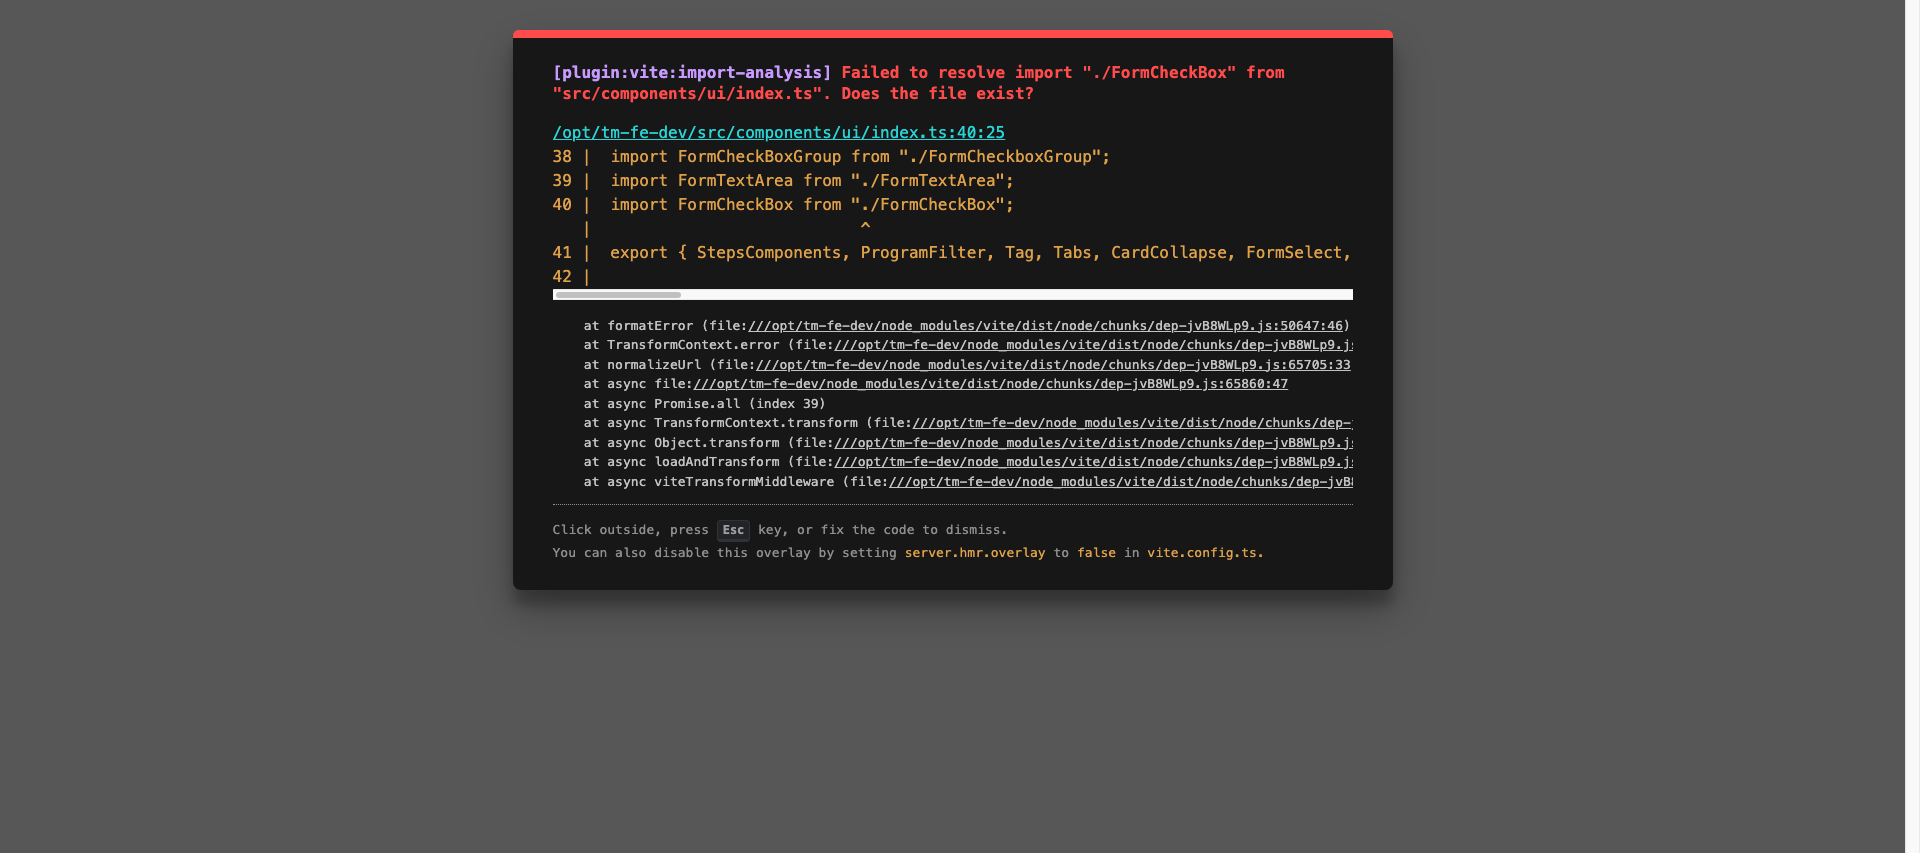 [plugin:vite:import-analysis] Failed to resolve import "./FormCheckBox" from
"src/components/ui/index.ts". Does the file exist?
/opt/tm-fe-dev/src/components/ui/index.ts:40:25
38 |  import FormCheckBoxGroup from "./FormCheckboxGroup";
39 |  import FormTextArea from "./FormTextArea";
40 |  import FormCheckBox from "./FormCheckBox";
   |                            ^
41 |  export { StepsComponents, ProgramFilter, Tag, Tabs, CardCollapse, FormSelect,
42 |
at formatError (file:///opt/tm-fe-dev/node_modules/vite/dist/node/chunks/dep-jvB8WLp9.js:50647:46)
at TransformContext.error (file:///opt/tm-fe-dev/node_modules/vite/dist/node/chunks/dep-jvB8WLp9.js
at normalizeUrl (file:///opt/tm-fe-dev/node_modules/vite/dist/node/chunks/dep-jvB8WLp9.js:65705:33
at async file:///opt/tm-fe-dev/node_modules/vite/dist/node/chunks/dep-jvB8WLp9.js:65860:47
at async Promise.all (index 39)
at async TransformContext.transform (file:///opt/tm-fe-dev/node_modules/vite/dist/node/chunks/dep-
at async Object.transform (file:///opt/tm-fe-dev/node_modules/vite/dist/node/chunks/dep-jvB8WLp9.js
at async loadAndTransform (file:///opt/tm-fe-dev/node_modules/vite/dist/node/chunks/dep-jvB8WLp9.js
at async viteTransformMiddleware (file:///opt/tm-fe-dev/node_modules/vite/dist/node/chunks/dep-jvB8
Click outside, press Esc key, or fix the code to dismiss.
You can also disable this overlay by setting server.hmr.overlay to false in vite.config.ts.